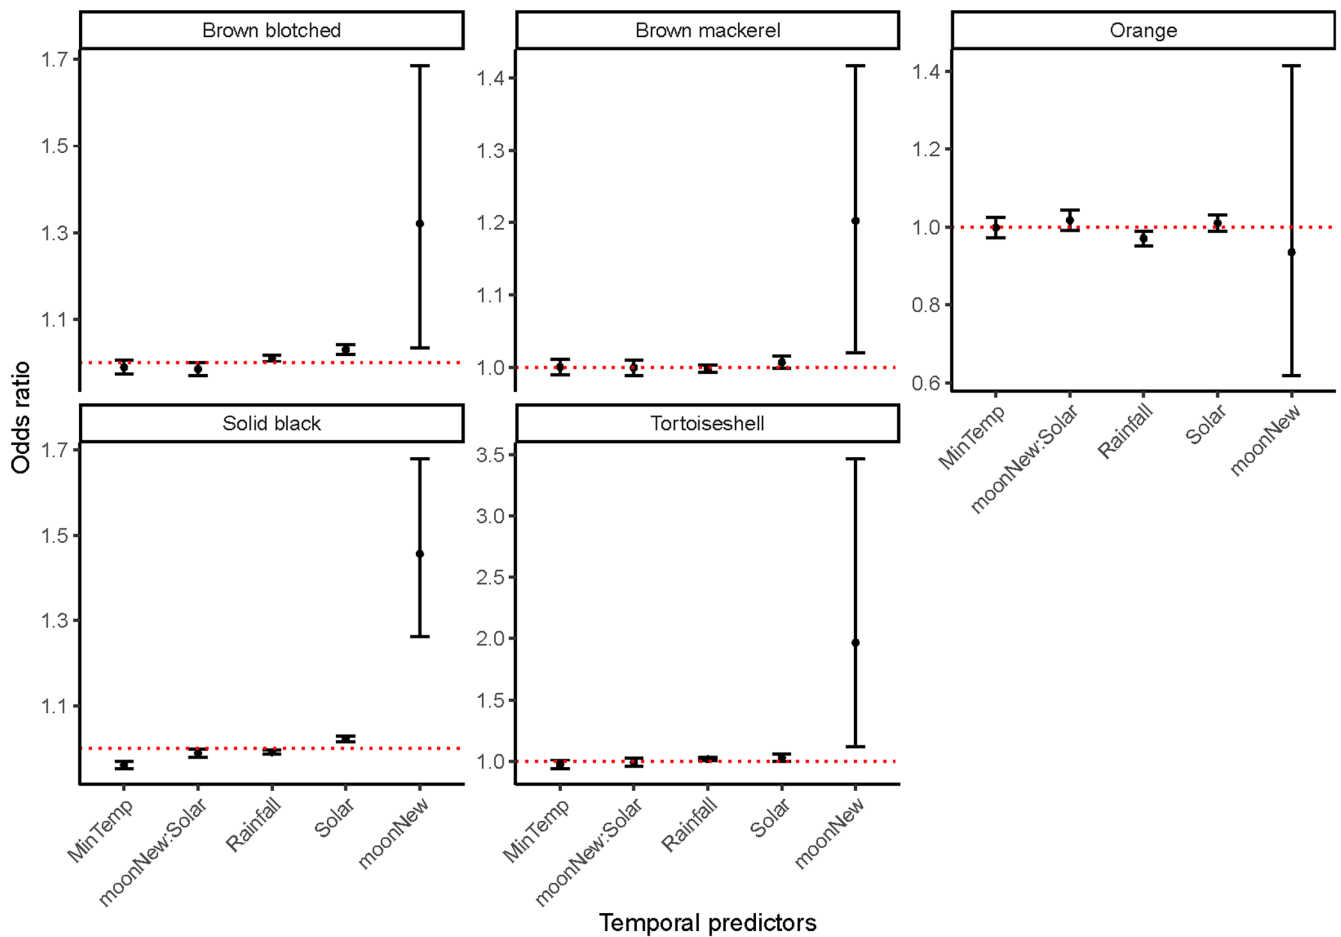 Brown blotched
Brown mackerel
Orange
1.7
1.5
1.3
1.1
1.4
1.3
1.2
1.1
1.0
1.4
1.2
1.0
0.8
0.6
MinTemp
moonNew:Solar
Rainfall
Solar
moonNew
Odds ratio
Solid black
Tortoiseshell
1.7
1.5
1.3
1.1
3.5
3.0
2.5
2.0
1.5
1.0
MinTemp
moonNew:Solar
Rainfall
Solar
moonNew
MinTemp
moonNew:Solar
Rainfall
Solar
moonNew
Temporal predictors